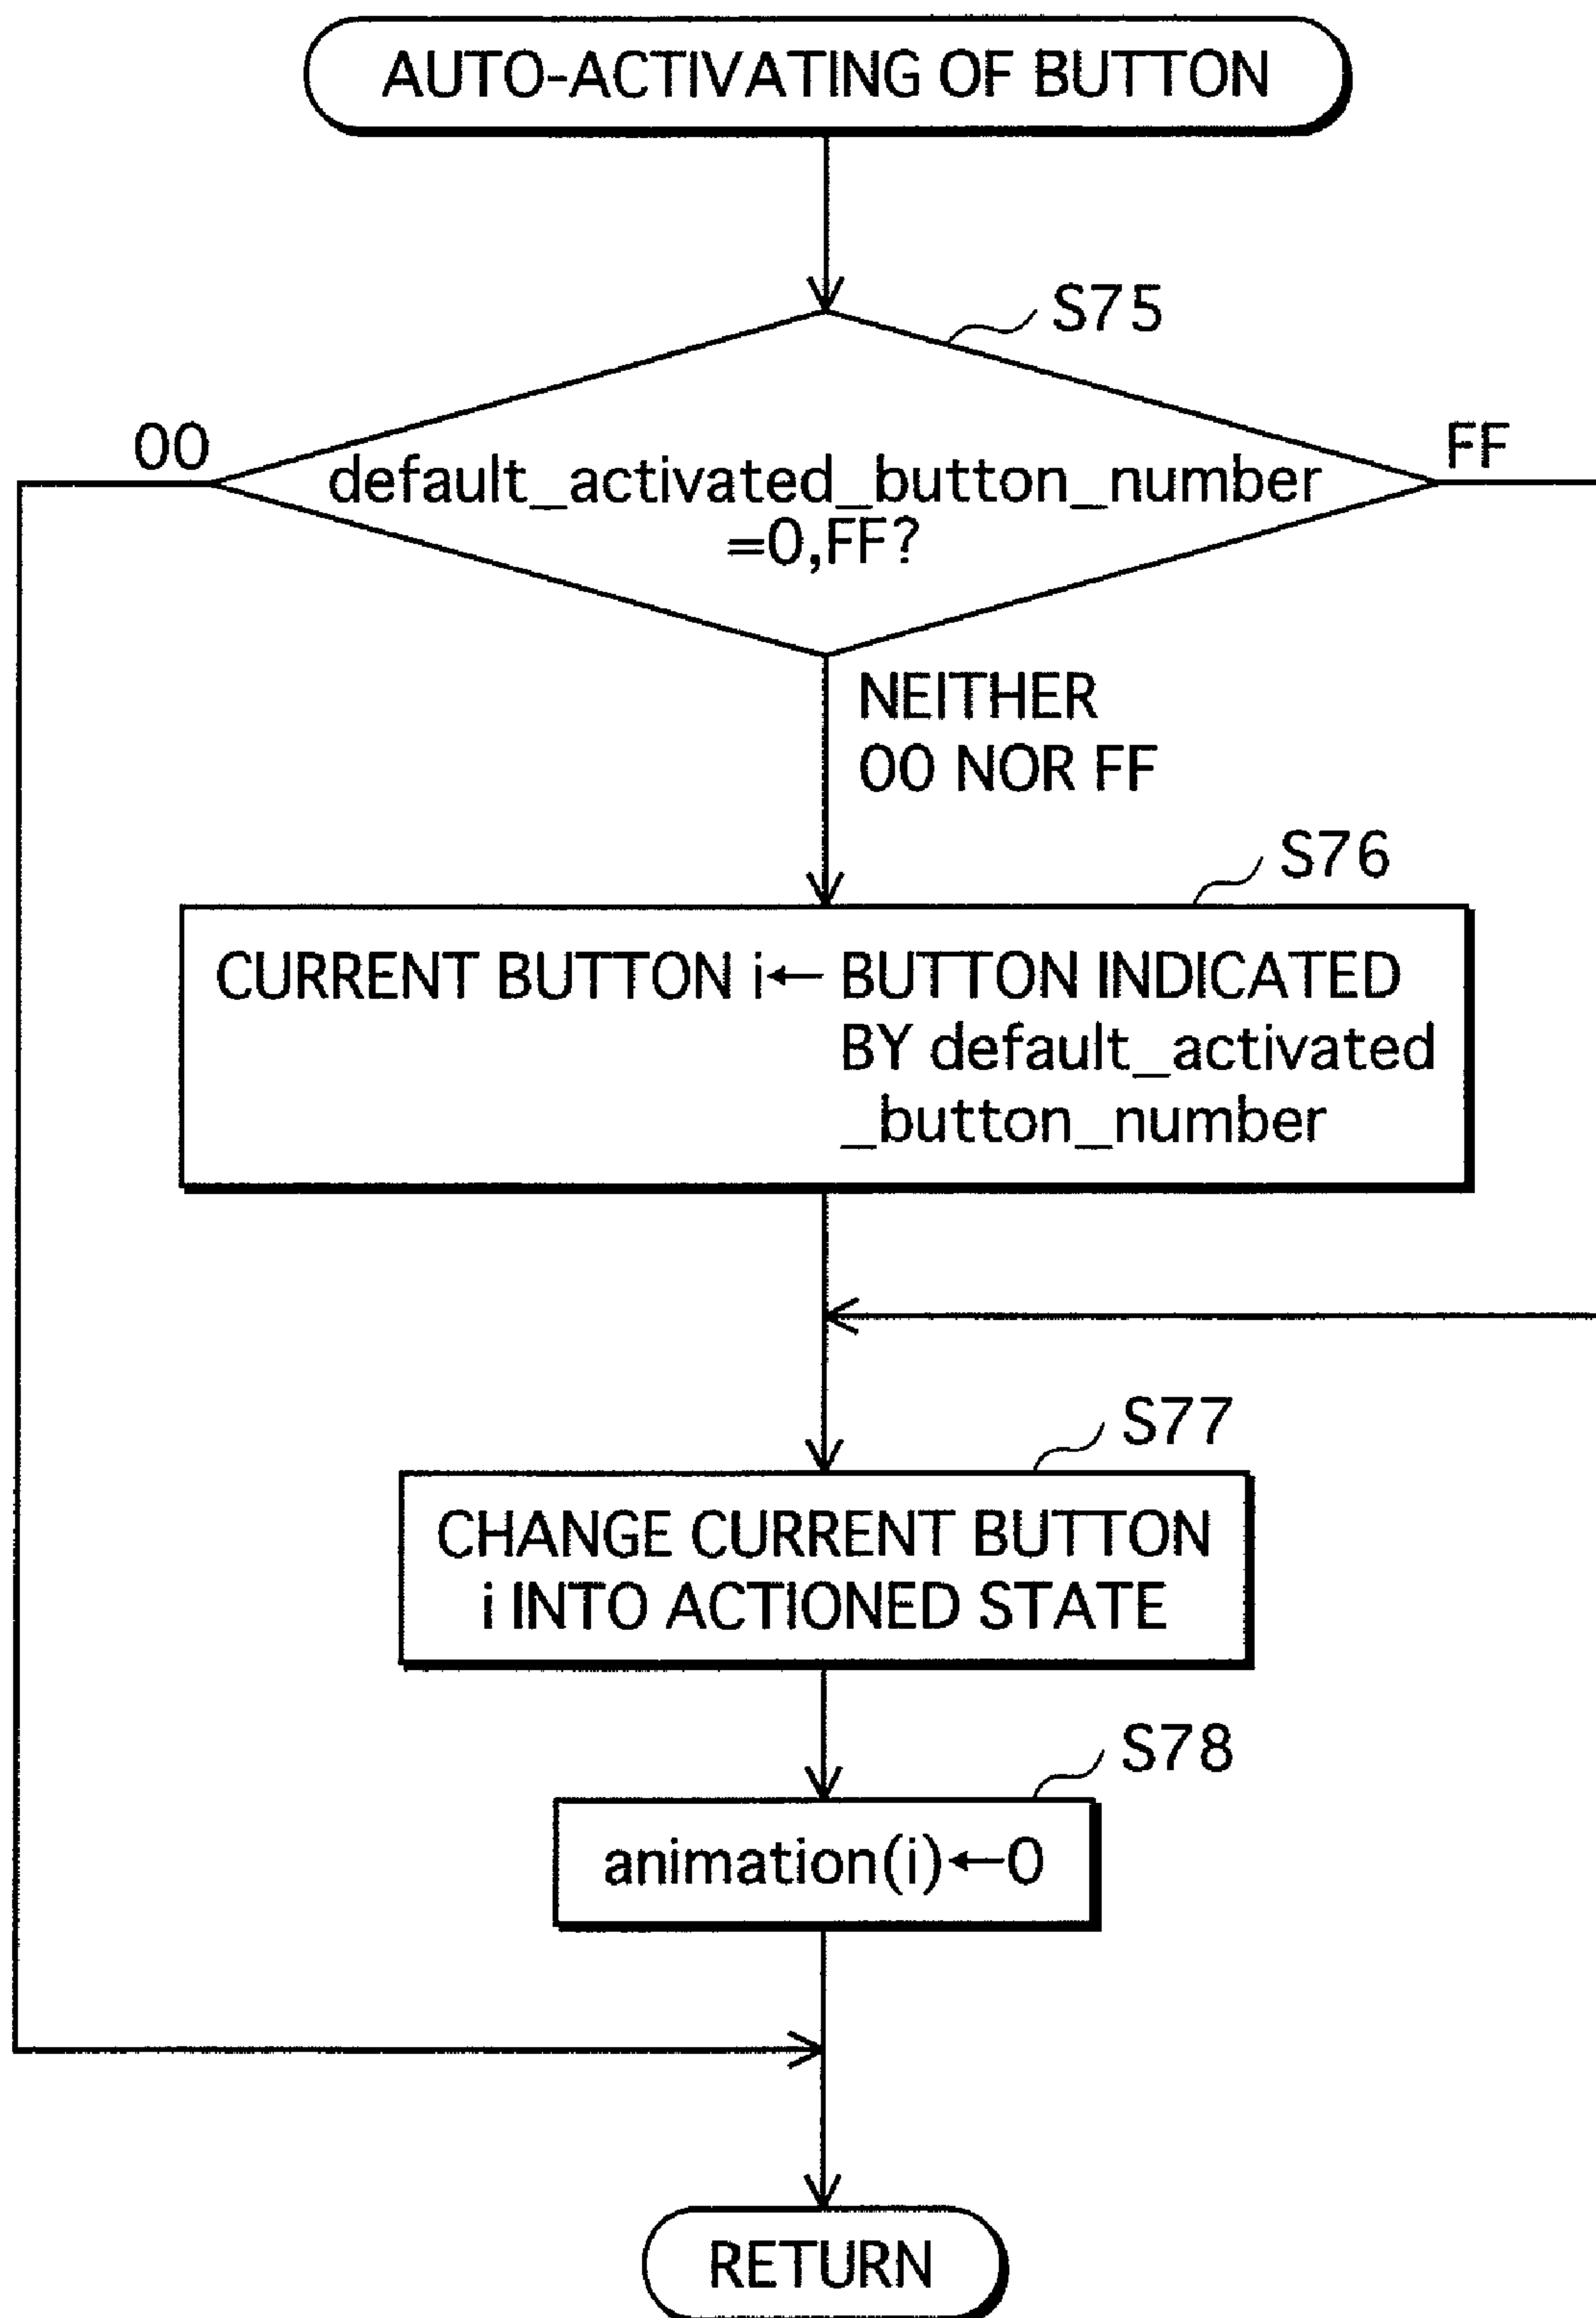 AUTO-ACTIVATING OF BUTTON
S75
00
FF
default_activated_button_number
=0,FF?
NEITHER
00 NOR FF
S76
CURRENT BUTTON i← BUTTON INDICATED
BY default_activated
_button_number
S77
CHANGE CURRENT BUTTON
i INTO ACTIONED STATE
S78
animation(i)←0
RETURN